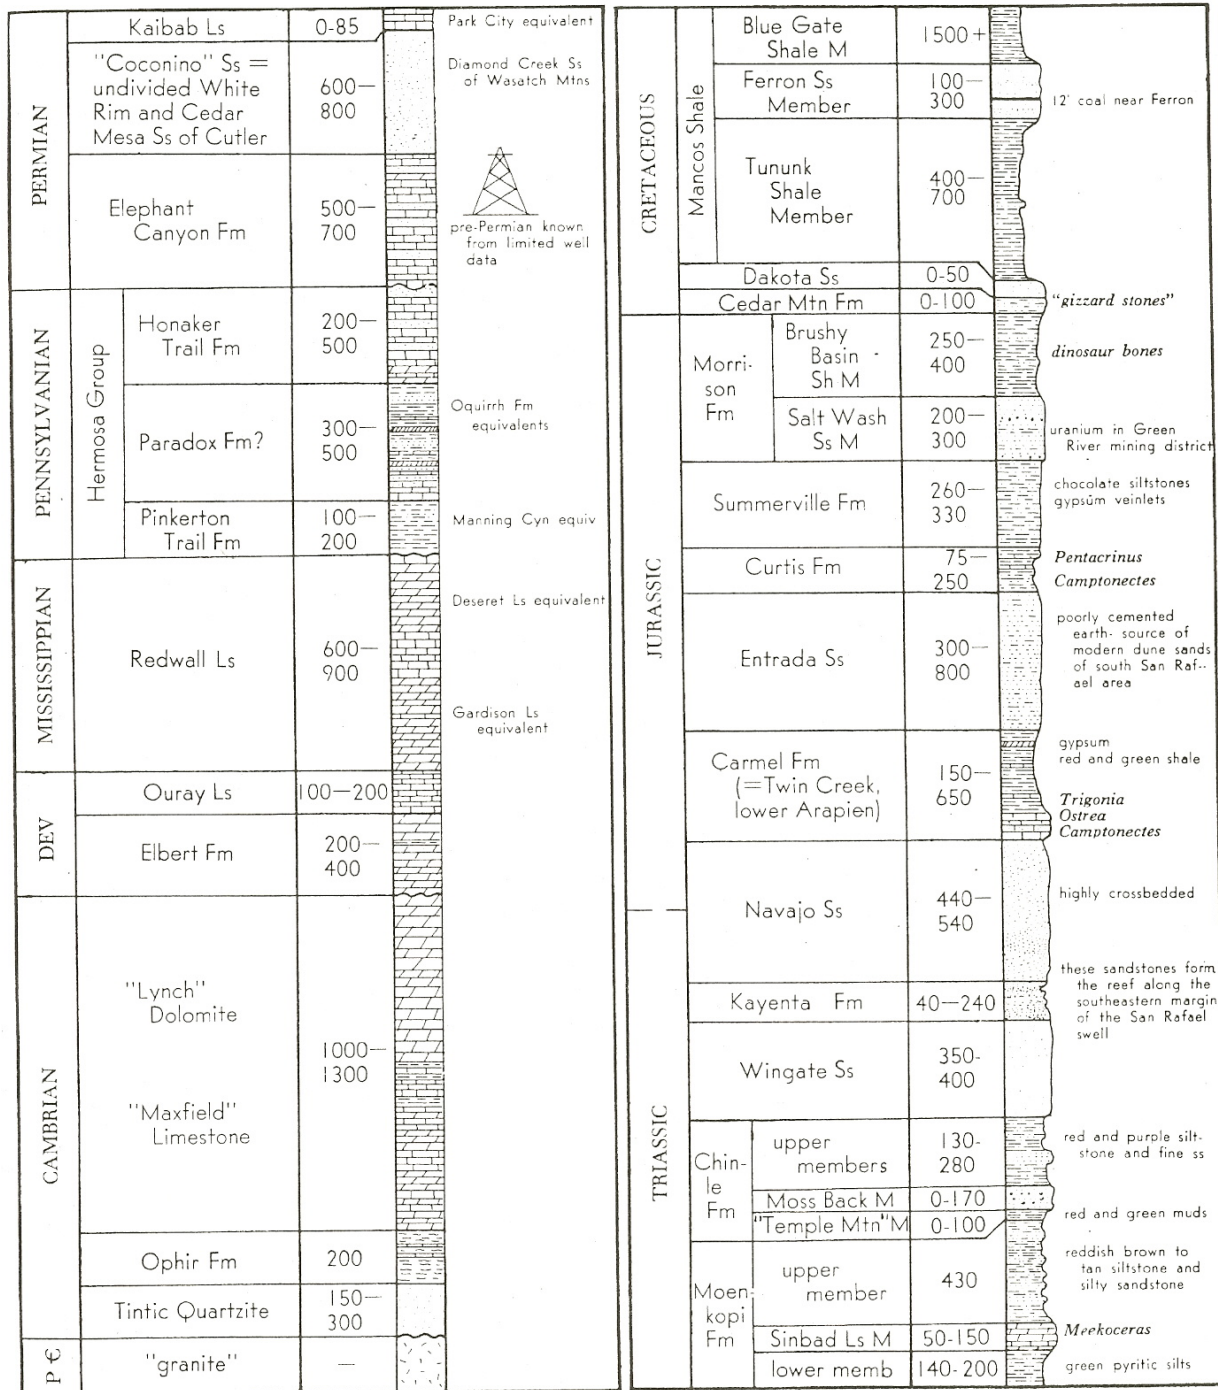 PERMIAN
Kaibab Ls
0-85
Park City equivalent
"Coconino" Ss =
undivided White
Rim and Cedar
Mesa Ss of Cutler
600—
800
Diamond Creek Ss
of Wasatch Mtns
Elephant
Canyon Fm
500—
700
pre-Permian known
from limited well
data
PENNSYLVANIAN
Hermosa Group
Honaker
Trail Fm
200—
500
Paradox Fm?
300—
500
Oquirrh Fm
equivalents
Pinkerton
Trail Fm
100—
200
Manning Cyn equiv
MISSISSIPPIAN
Redwall Ls
600—
900
Deseret Ls equivalent
Gardison Ls
equivalent
DEV
Ouray Ls
100—200
Elbert Fm
200—
400
CAMBRIAN
"Lynch"
Dolomite
1000—
1300
"Maxfield"
Limestone
Ophir Fm
200
Tintic Quartzite
150—
300
P Є
"granite"
—
CRETACEOUS
Mancos Shale
Blue Gate
Shale M
1500+
Ferron Ss
Member
100—
300
12' coal near Ferron
Tununk
Shale
Member
400—
700
Dakota Ss
0-50
Cedar Mtn Fm
0-100
"gizzard stones"
JURASSIC
Morri-
son
Fm
Brushy
Basin
Sh M
250—
400
dinosaur bones
Salt Wash
Ss M
200—
300
uranium in Green
River mining district
Summerville Fm
260—
330
chocolate siltstones
gypsum veinlets
Curtis Fm
75—
250
Pentacrinus
Camptonectes
Entrada Ss
300—
800
poorly cemented
earth- source of
modern dune sands
of south San Raf-
ael area
Carmel Fm
(=Twin Creek,
lower Arapien)
150—
650
gypsum
red and green shale
Trigonia
Ostrea
Camptonectes
Navajo Ss
440—
540
highly crossbedded
TRIASSIC
Kayenta Fm
40—240
these sandstones form
the reef along the
southeastern margin
of the San Rafael
swell
Wingate Ss
350-
400
Chin-
le
Fm
upper
members
130-
280
red and purple silt-
stone and fine ss
Moss Back M
0-170
"Temple Mtn"M
0-100
red and green muds
Moen-
kopi
Fm
upper
member
430
reddish brown to
tan siltstone and
silty sandstone
Sinbad Ls M
50-150
Meekoceras
lower memb
140-200
green pyritic silts